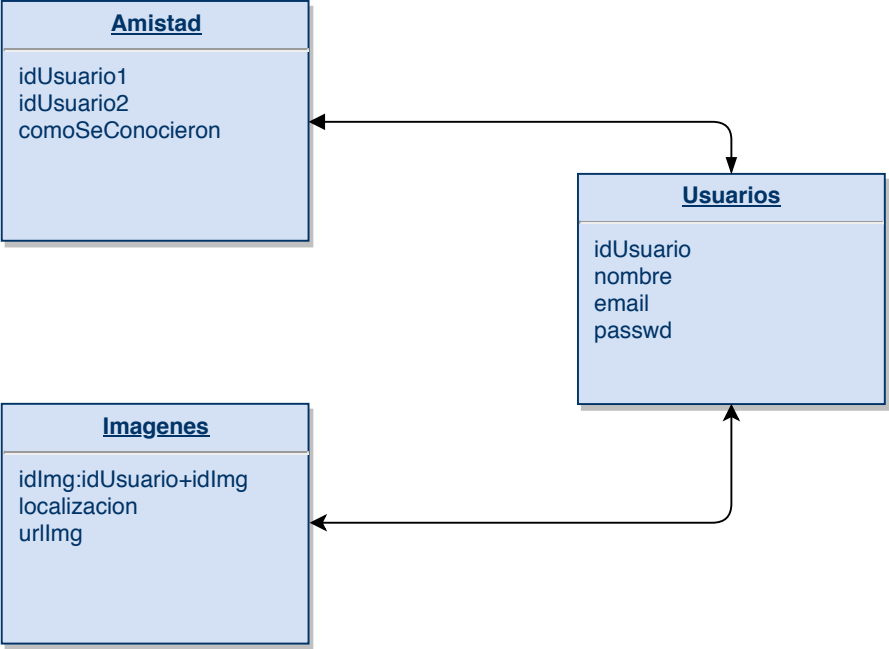 Amistad
idUsuario1
idUsuario2
comoSeConocieron
Usuarios
idUsuario
nombre
email
passwd
Imagenes
idImg:idUsuario+idImg
localizacion
urlImg